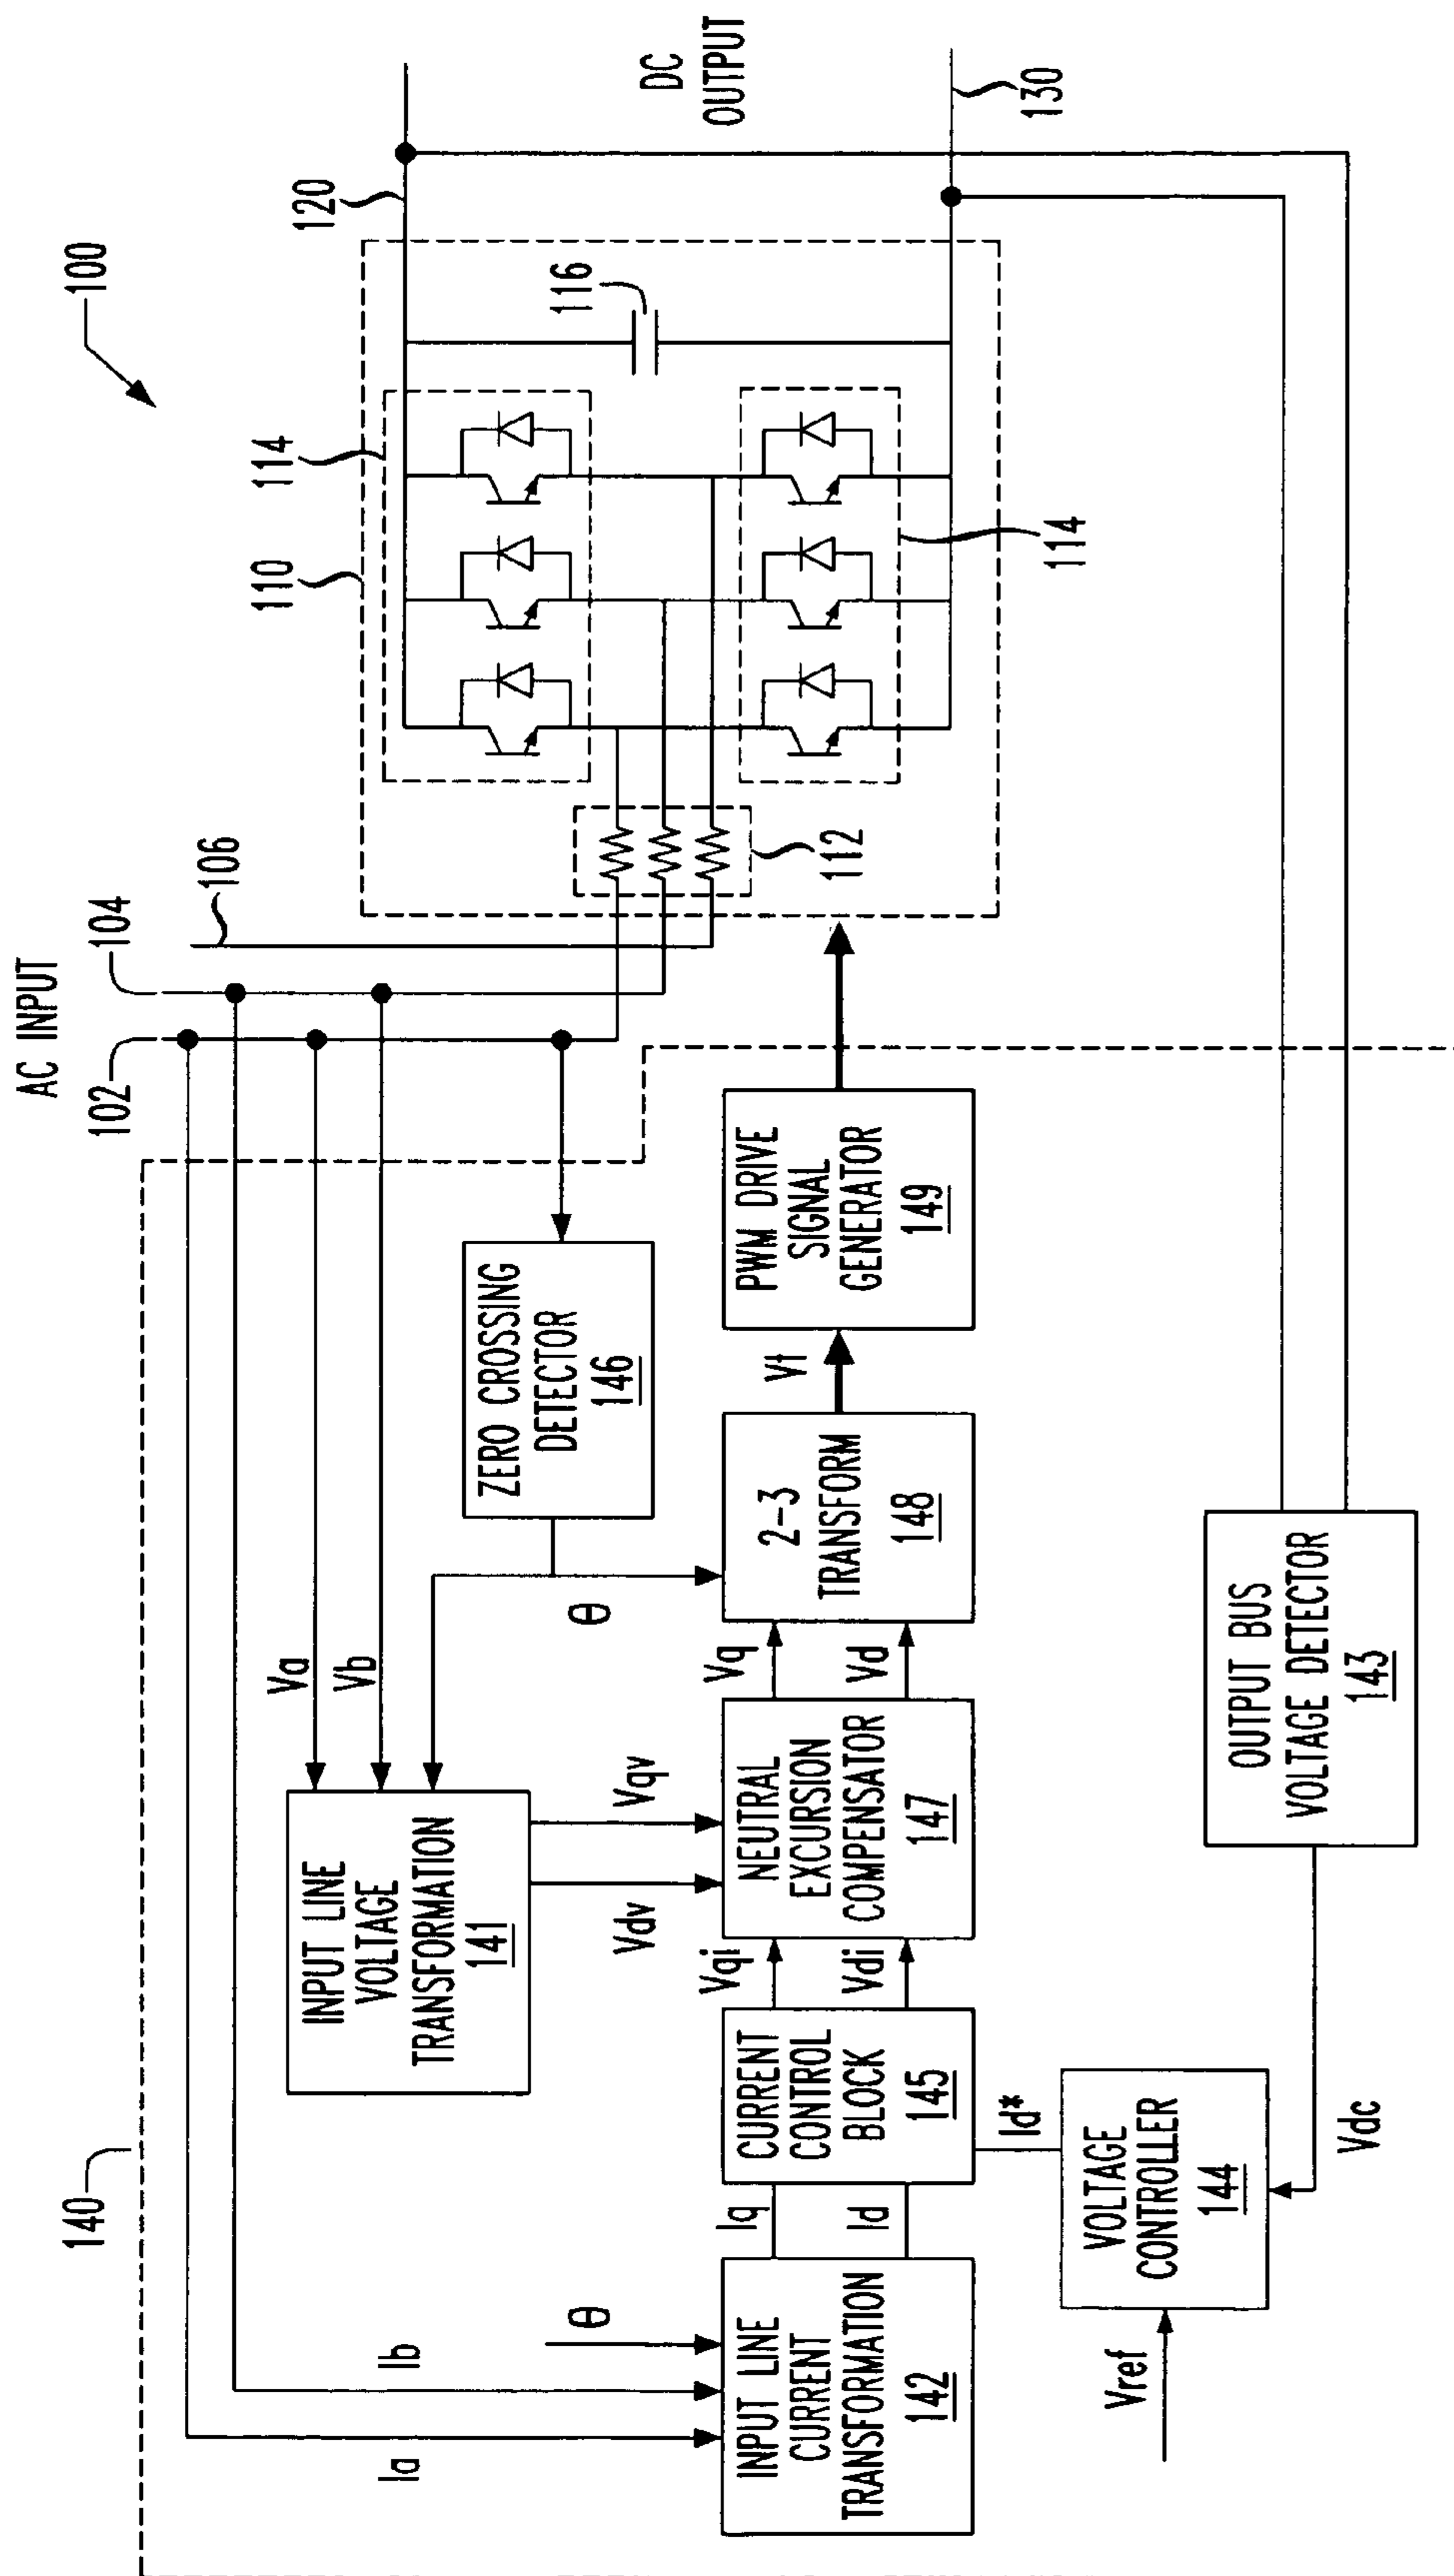 100
AC INPUT
102
104
106
110
114
120
116
DC
OUTPUT
130
114
112
140
Ia
Ib
θ
Va
Vb
INPUT LINE
VOLTAGE
TRANSFORMATION
141
ZERO CROSSING
DETECTOR
146
θ
Vdv
Vqv
INPUT LINE
CURRENT
TRANSFORMATION
142
Iq
Id
CURRENT
CONTROL
BLOCK
145
Vqi
Vdi
NEUTRAL
EXCURSION
COMPENSATOR
147
Vq
Vd
2-3
TRANSFORM
148
Vt
PWM DRIVE
SIGNAL
GENERATOR
149
Id*
Vref
VOLTAGE
CONTROLLER
144
Vdc
OUTPUT BUS
VOLTAGE DETECTOR
143